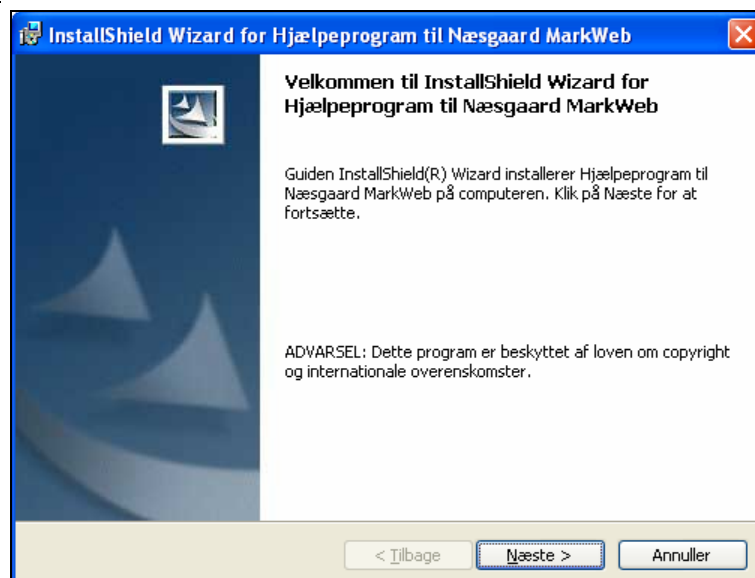 InstallShield Wizard for Hjælpeprogram til Næsgaard MarkWeb
Velkommen til InstallShield Wizard for
Hjælpeprogram til Næsgaard MarkWeb
Guiden InstallShield(R) Wizard installerer Hjælpeprogram til
Næsgaard MarkWeb på computeren. Klik på Næste for at
fortsætte.
ADVARSEL: Dette program er beskyttet af loven om copyright
og internationale overenskomster.
< Tilbage
Næste >
Annuller